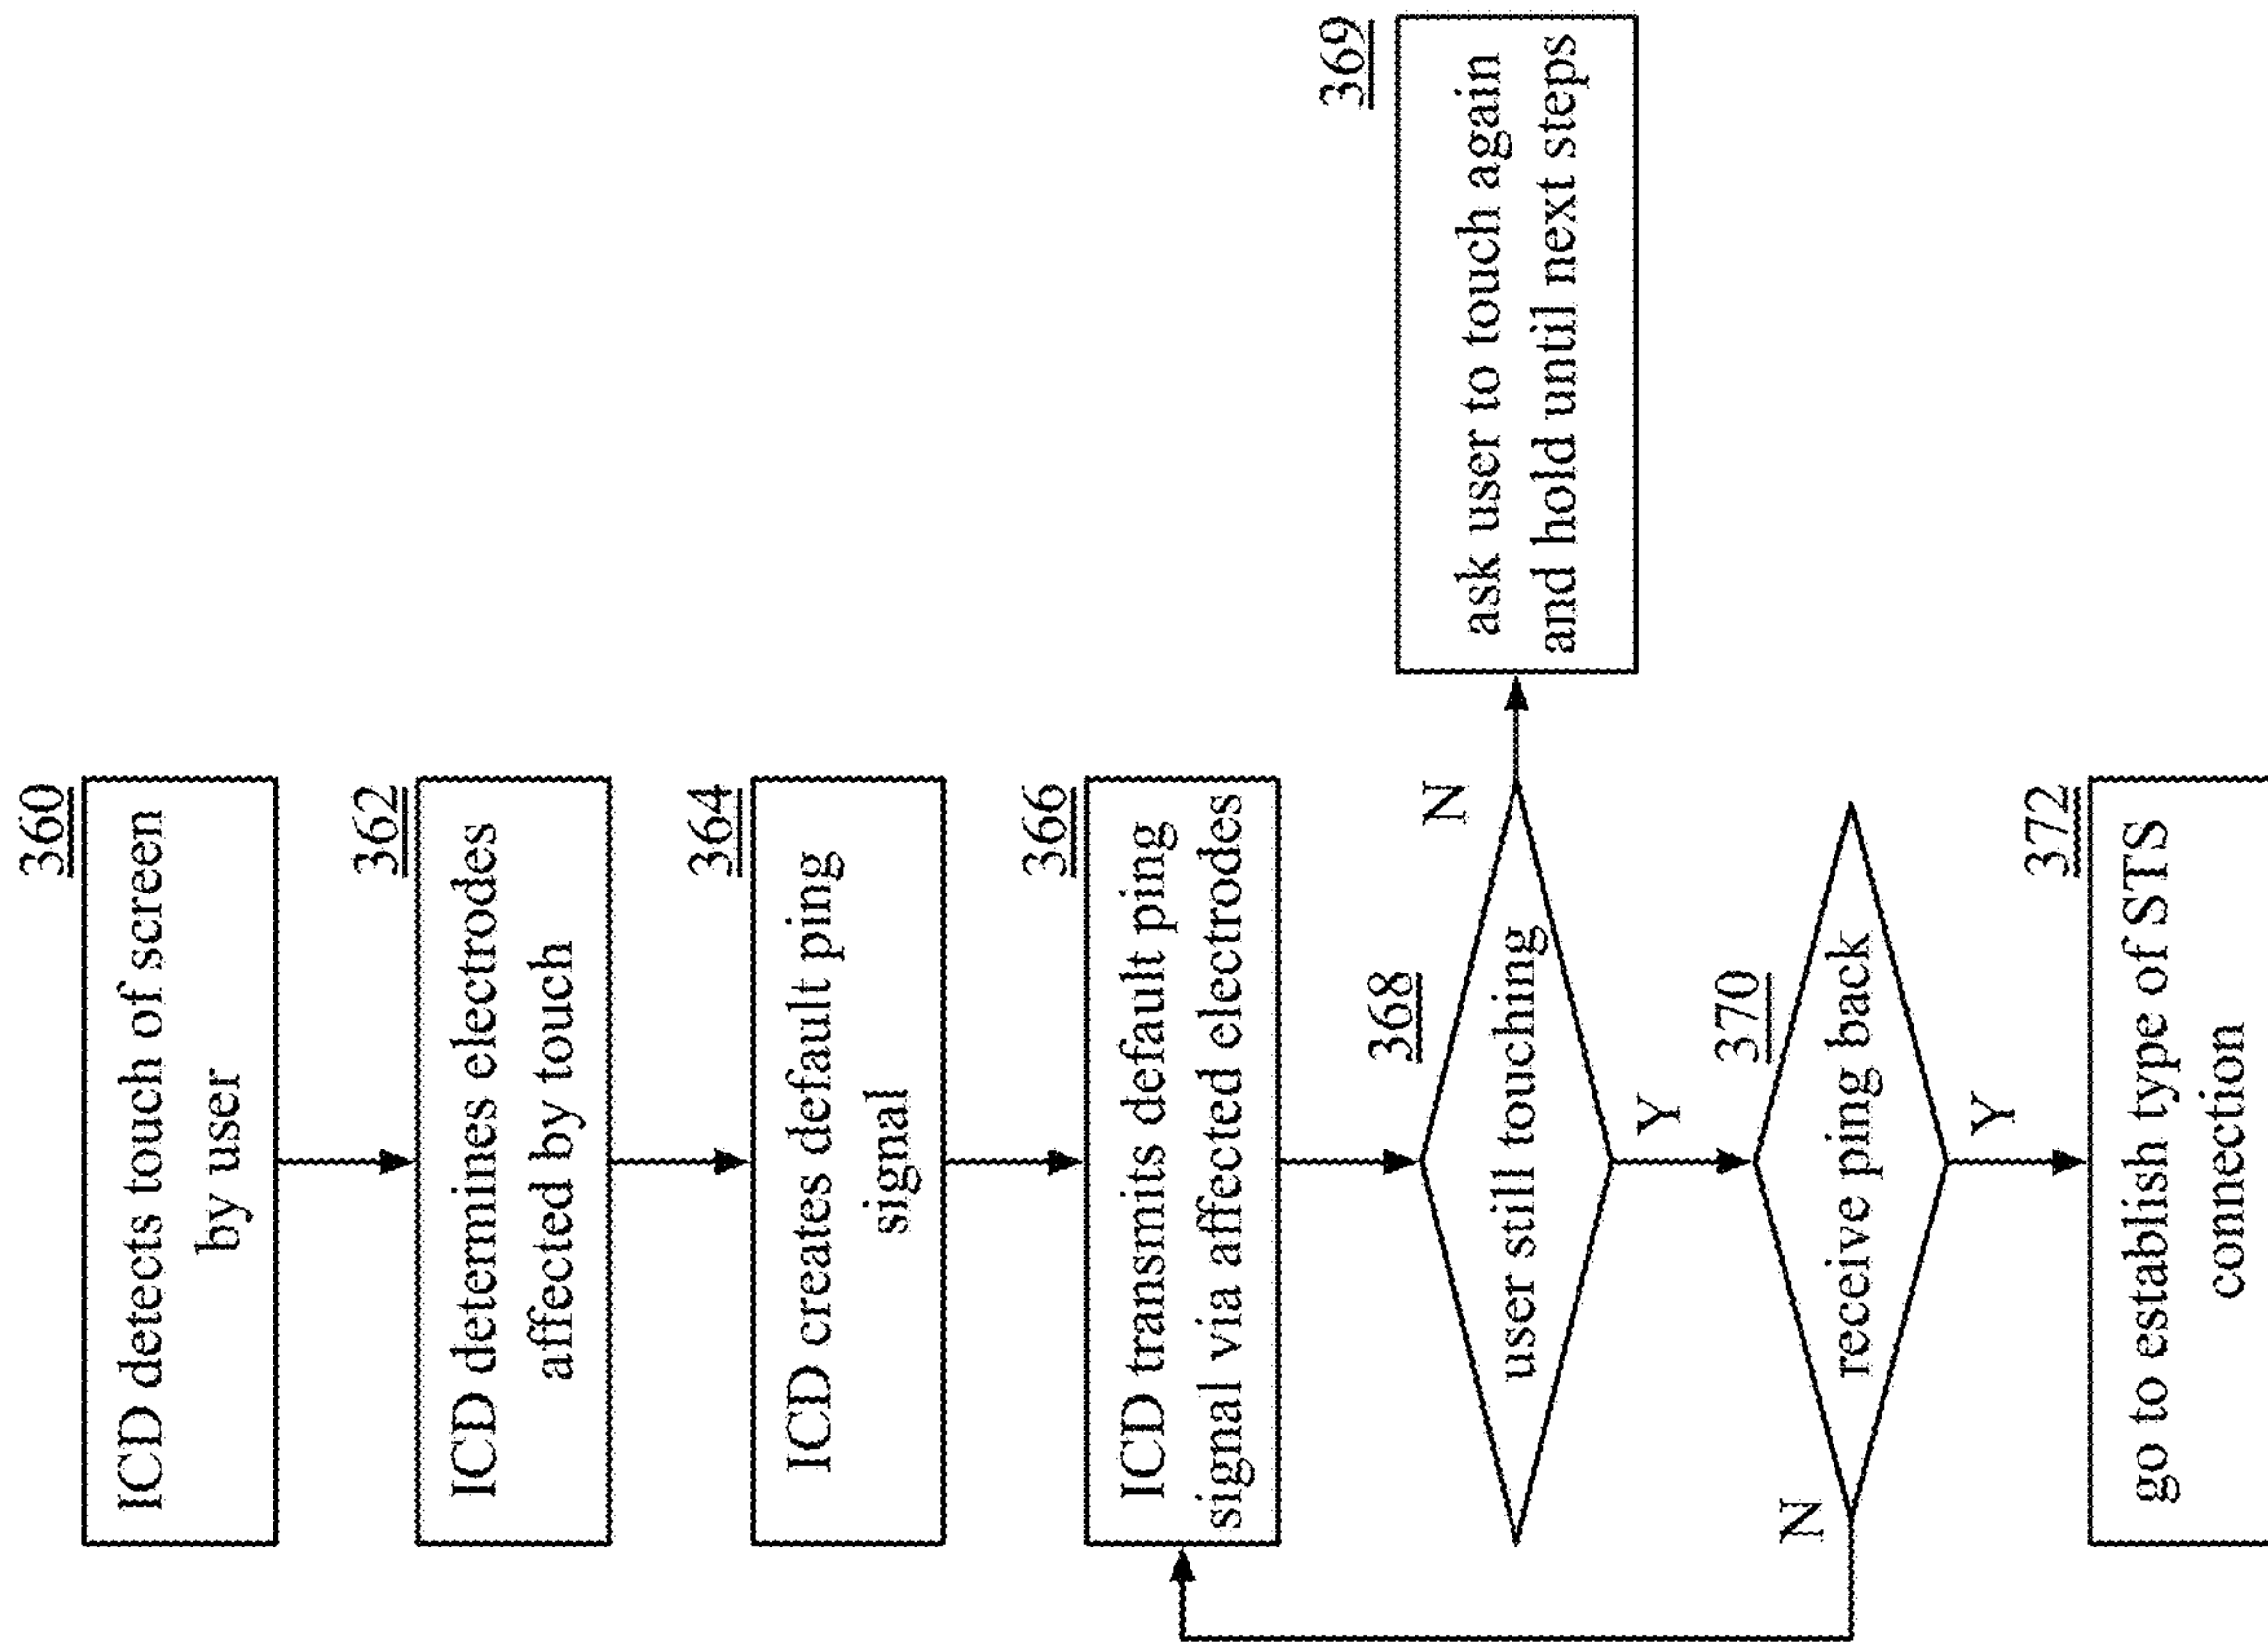 360
ICD detects touch of screen
by user
362
ICD determines electrodes
affected by touch
364
ICD creates default ping
signal
366
ICD transmits default ping
signal via affected electrodes
368
user still touching
N
369
ask user to touch again
and hold until next steps
Y
370
receive ping back
N
Y
372
go to establish type of STS
connection